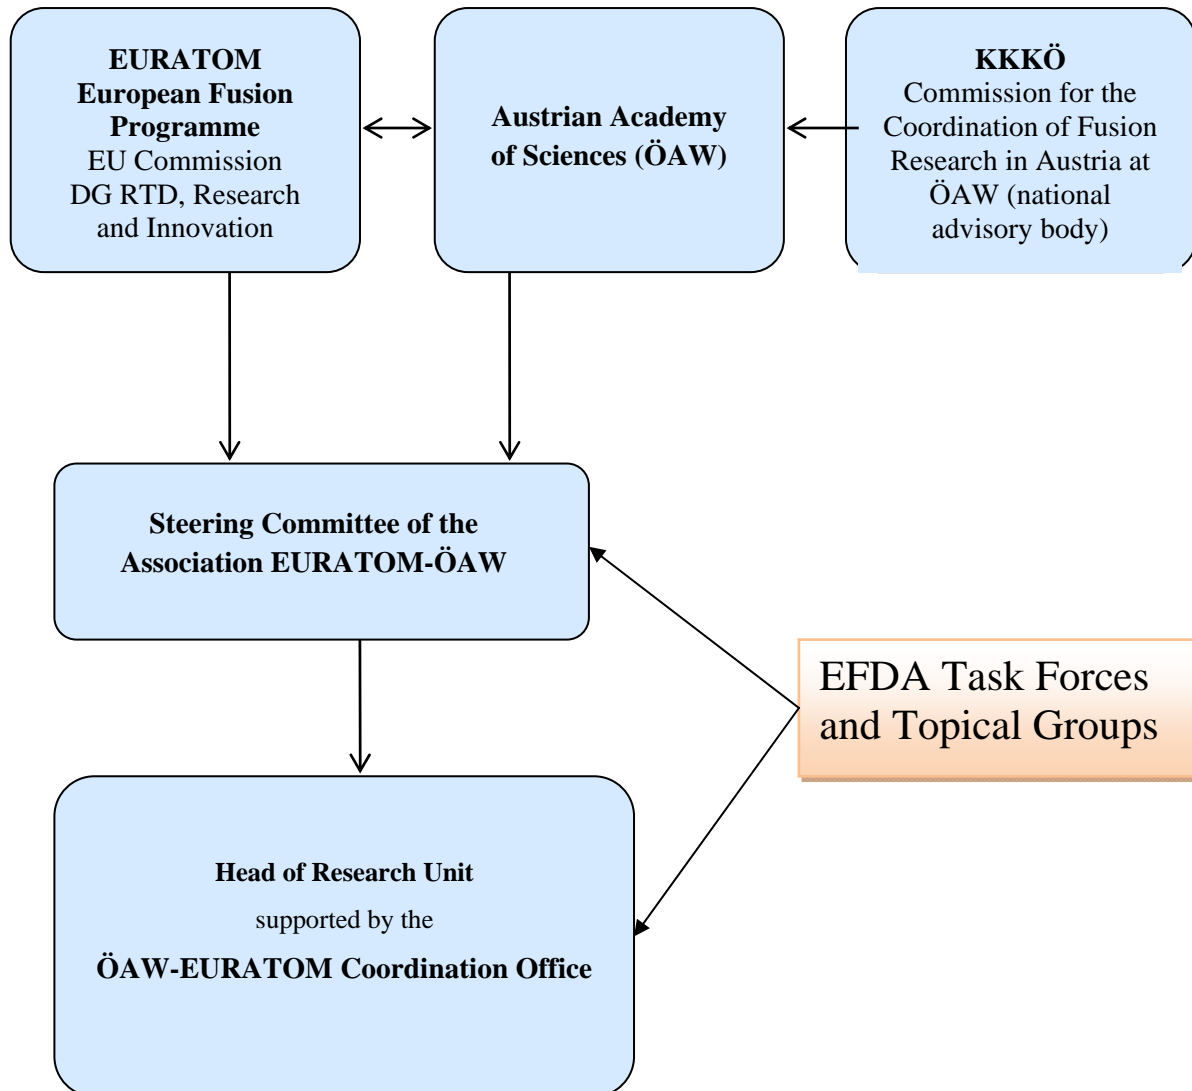 EURATOM
European Fusion
Programme
EU Commission
DG RTD, Research
and Innovation
Austrian Academy
of Sciences (ÖAW)
KKKÖ
Commission for the
Coordination of Fusion
Research in Austria at
ÖAW (national
advisory body)
Steering Committee of the
Association EURATOM-ÖAW
EFDA Task Forces
and Topical Groups
Head of Research Unit
supported by the
ÖAW-EURATOM Coordination Office